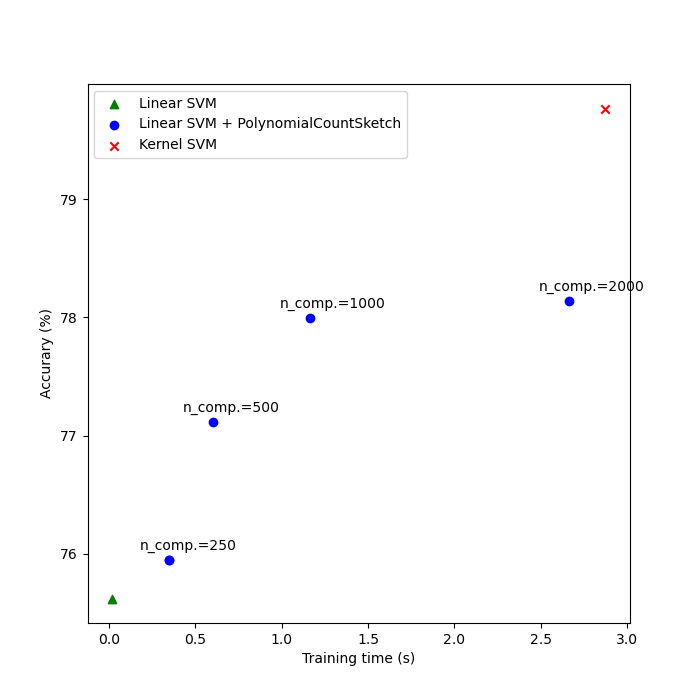 Linear SVM
Linear SVM + PolynomialCountSketch
Kernel SVM
79
n_comp.=2000
n_comp.=1000
78
n_comp.=500
77
n_comp.=250
76
Accurary (%)
0.0 0.5 1.0 1.5 2.0 2.5 3.0
Training time (s)